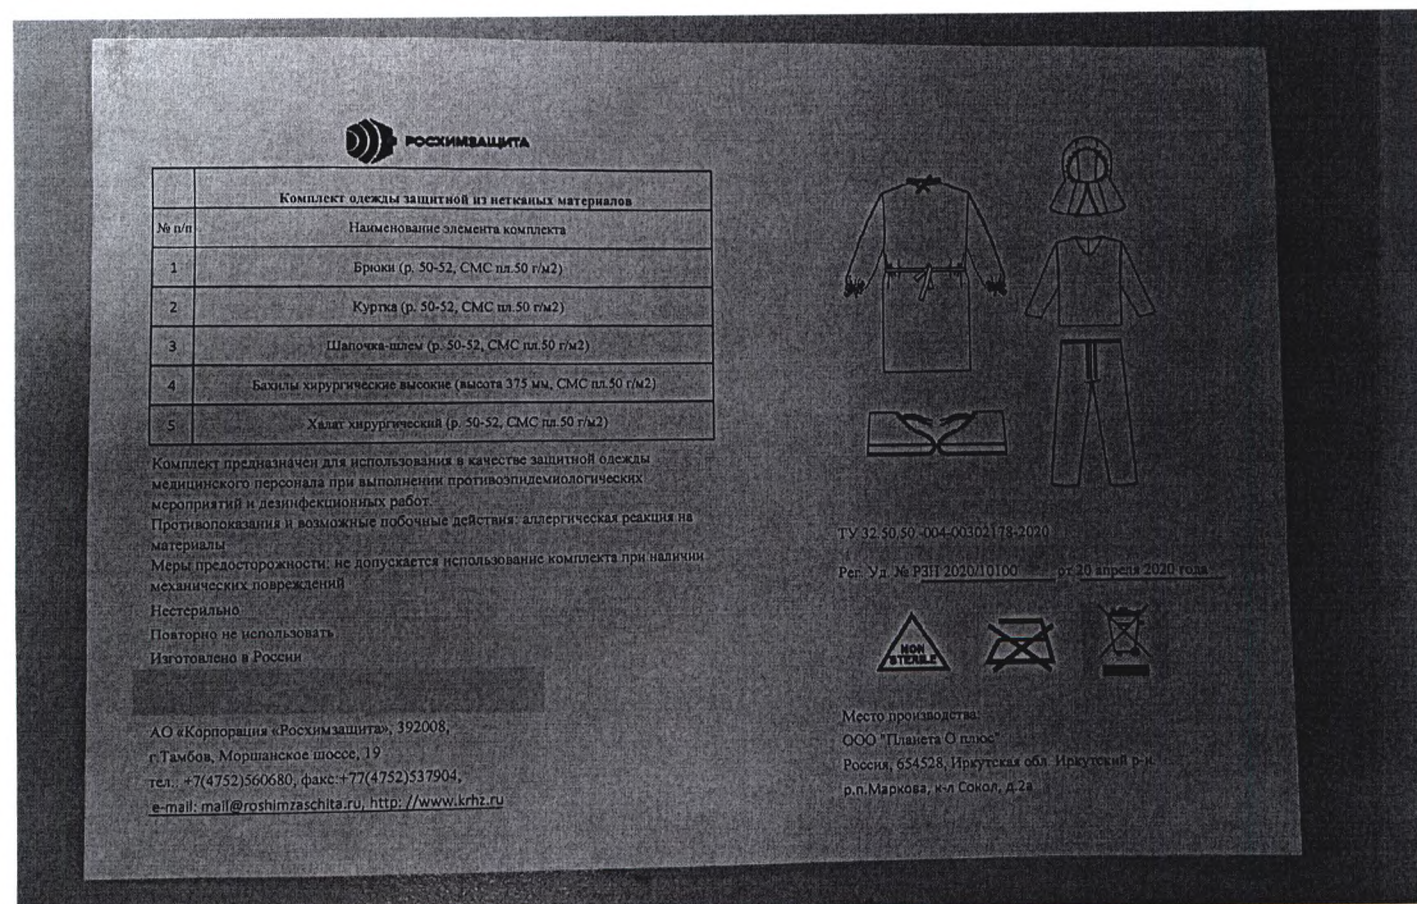 РОСХИМЗАЩИТА
Комплект одежды защитной из нетканых материалов
№ п/п Наименование элемента комплекта
1 Брюки (р. 50-52, СМС пл.50 г/м2)
2 Куртка (р. 50-52, СМС пл.50 г/м2)
3 Шапочка-шлем (р. 50-52, СМС пл.50 г/м2)
4 Бахилы хирургические высокие (высота 375 мм, СМС пл.50 г/м2)
5 Халат хирургический (р. 50-52, СМС пл.50 г/м2)
Комплект предназначен для использования в качестве защитной одежды
медицинского персонала при выполнении противоэпидемиологических
мероприятий и дезинфекционных работ.
Противопоказания и возможные побочные действия: аллергическая реакция на
материалы
Меры предосторожности: не допускается использование комплекта при наличии
механических повреждений
Нестерильно
Повторно не использовать
Изготовлено в России
АО «Корпорация «Росхимзащита», 392008,
г.Тамбов, Моршанское шоссе, 19
тел.: +7(4752)560680, факс:+77(4752)537904,
e-mail: mail@roshimzaschita.ru, http: //www.krhz.ru
ТУ 32.50.50.-004-00302178-2020
Рег. Уд. № РЗН 2020/10100 от 20 апреля 2020 года
NON
STERILE
Место производства:
ООО "Планета О плюс"
Россия, 654528, Иркутская обл. Иркутский р-н.
р.п.Маркова, к-л Сокол, д.2а